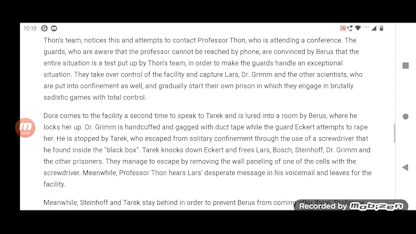 10:19
Thon's team, notices this and attempts to contact Professor Thon, who is attending a conference. The
guards, who are aware that the professor cannot be reached by phone, are convinced by Berus that the
entire situation is a test put up by Thon's team, in order to make the guards handle an exceptional
situation. They take over control of the facility and capture Lars, Dr. Grimm and the other scientists, who
are put into confinement as well, and gradually start their own prison in which they engage in brutally
sadistic games with total control.
Dora comes to the facility a second time to speak to Tarek and is lured into a room by Berus, where he
locks her up. Dr. Grimm is handcuffed and gagged with duct tape while the guard Eckert attempts to rape
her. He is stopped by Tarek, who escaped from solitary confinement through the use of a screwdriver that
he found inside the "black box". Tarek knocks down Eckert and frees Lars, Bosch, Steinhoff, Dr. Grimm and
the other prisoners. They manage to escape by removing the wall paneling of one of the cells with the
screwdriver. Meanwhile, Professor Thon hears Lars' desperate message in his voicemail and leaves for the
facility.
Meanwhile, Steinhoff and Tarek stay behind in order to prevent Berus from
Recorded by Mobizen